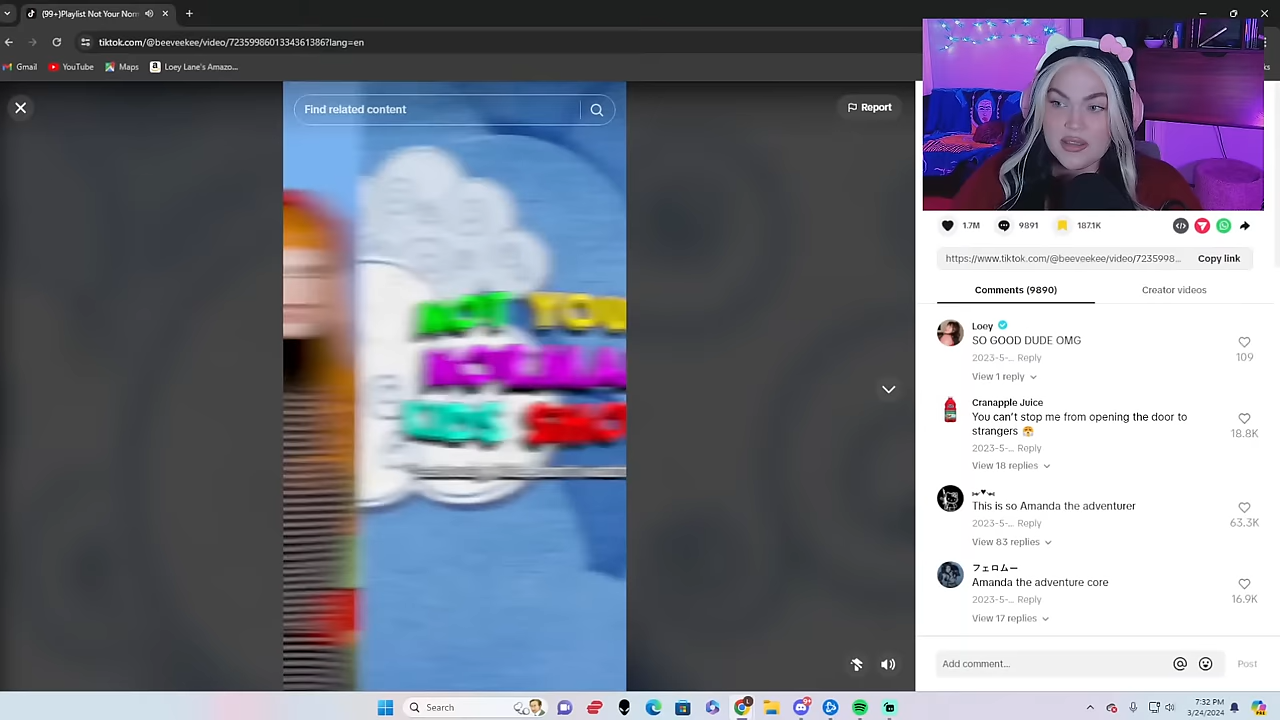 (99+)Playlist Not Your Norm
tiktok.com/@beeveekee/video/7235998133436138​6?lang=en
Gmail
YouTube
Maps
Loey Lane's Amazo...
Find related content
Report
1.7M
9891
187.1K
https://www.tiktok.com/@beeveekee/video/7235998...
Copy link
Comments (9890)
Creator videos
Loey
SO GOOD DUDE OMG
2023-5-... Reply
109
View 1 reply
Cranapple Juice
You can't stop me from opening the door to
strangers
18.8K
2023-5-... Reply
View 18 replies
This is so Amanda the adventurer
2023-5-... Reply
63.3K
View 83 replies
フェロムー
Amanda the adventure core
2023-5-... Reply
16.9K
View 17 replies
Add comment...
Post
Search
7:32 PM
3/24/2024